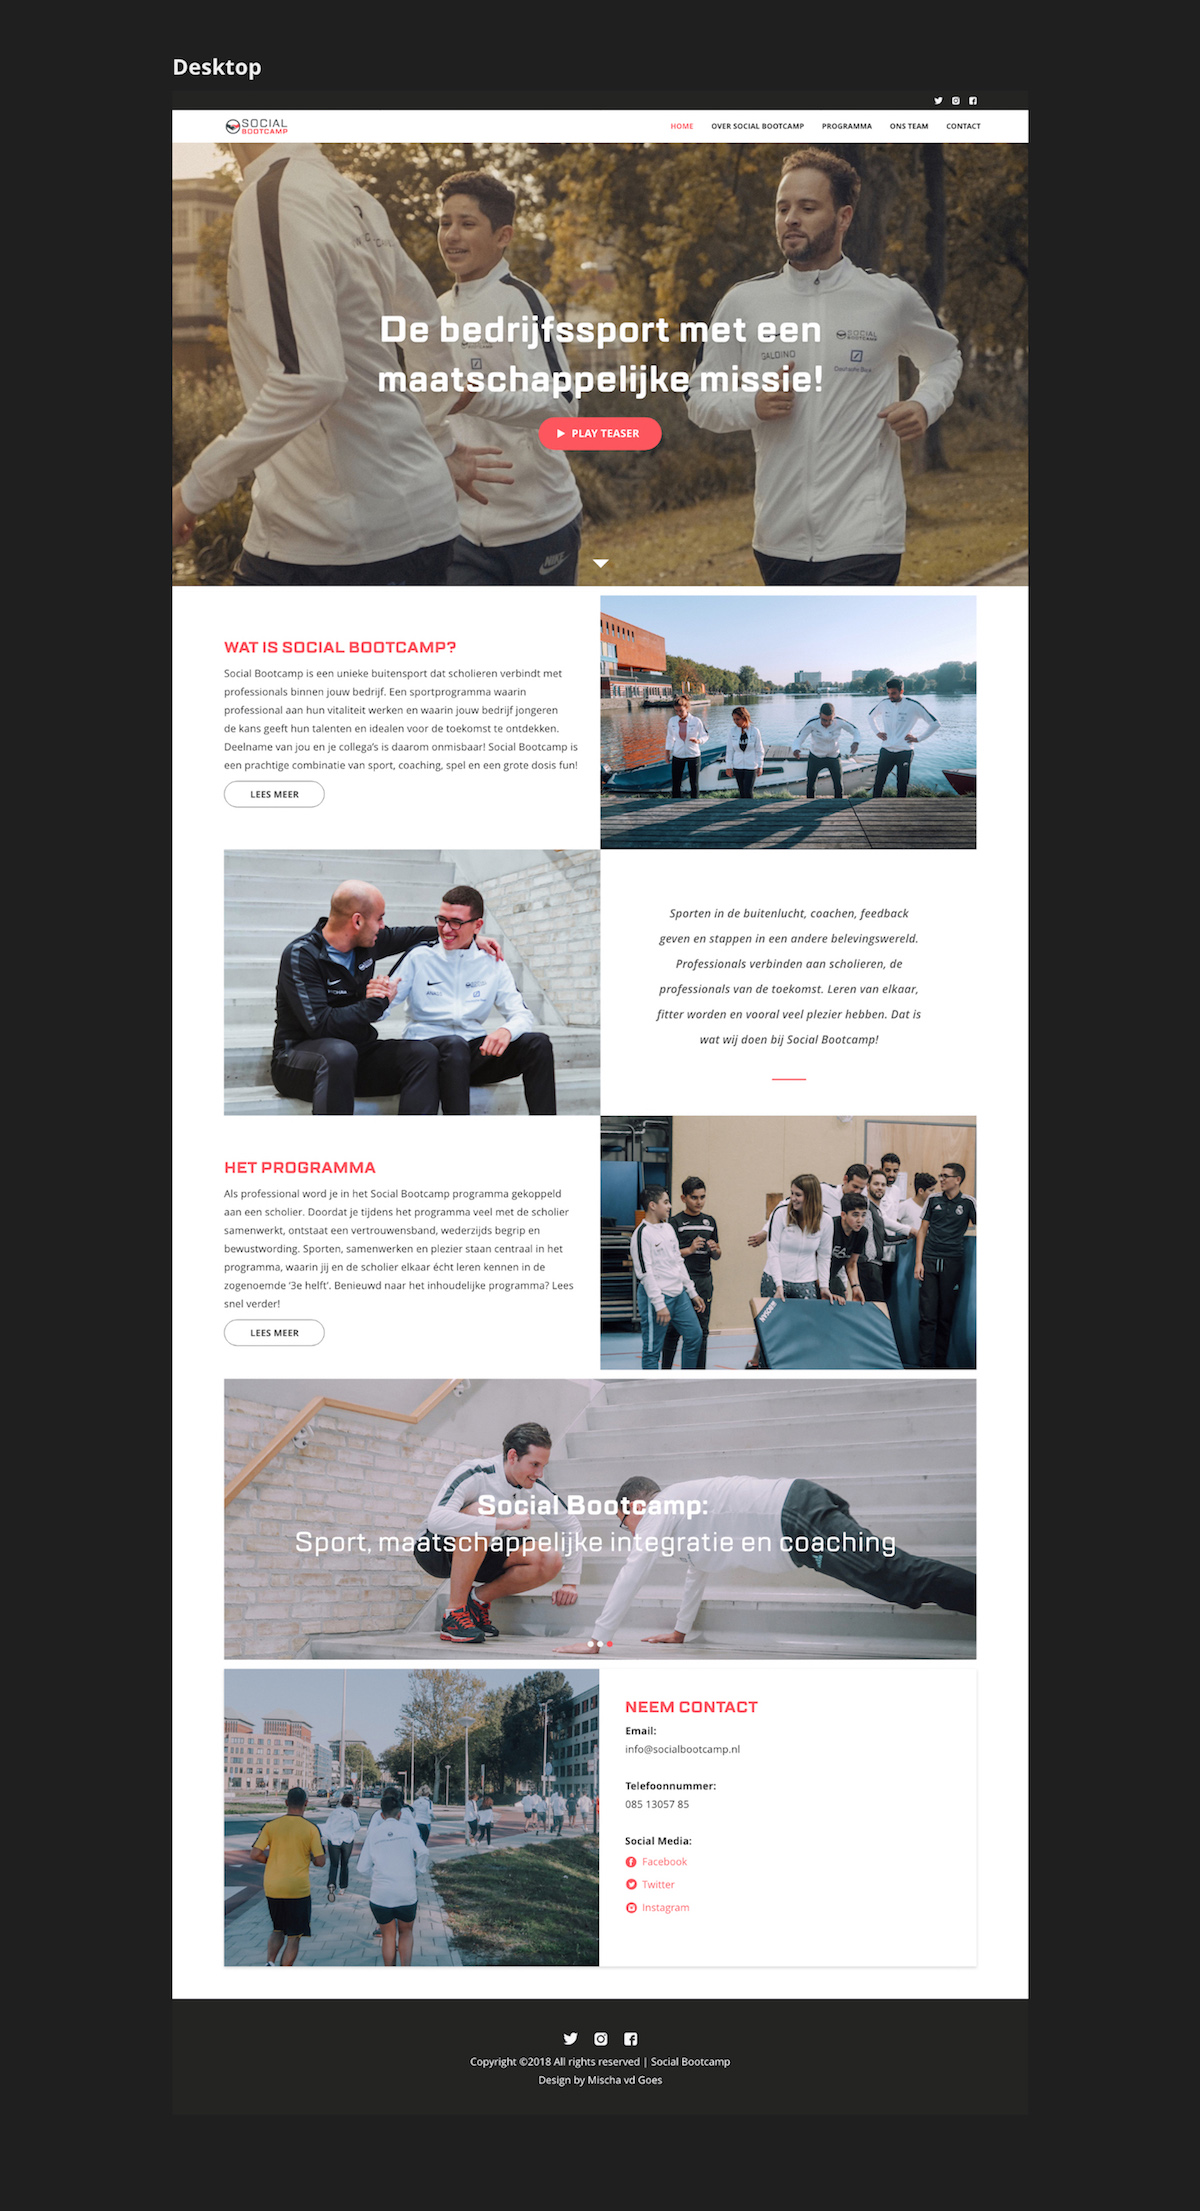 Desktop
SOCIAL
BOOTCAMP
HOME OVER SOCIAL BOOTCAMP PROGRAMMA ONS TEAM CONTACT
De bedrijfssport met een
maatschappelijke missie!
SOCIAL
BOOTCAMP
GALDINO
Deutsche Bank
PLAY TEASER
NIKE
WAT IS SOCIAL BOOTCAMP?
Social Bootcamp is een unieke buitensport dat scholieren verbindt met
professionals binnen jouw bedrijf. Een sportprogramma waarin
professional aan hun vitaliteit werken en waarin jouw bedrijf jongeren
de kans geeft hun talenten en idealen voor de toekomst te ontdekken.
Deelname van jou en je collega’s is daarom onmisbaar! Social Bootcamp is
een prachtige combinatie van sport, coaching, spel en een grote dosis fun!
LEES MEER
Sporten in de buitenlucht, coachen, feedback
geven en stappen in een andere belevingswereld.
Professionals verbinden aan scholieren, de
professionals van de toekomst. Leren van elkaar,
fitter worden en vooral veel plezier hebben. Dat is
wat wij doen bij Social Bootcamp!
HET PROGRAMMA
Als professional word je in het Social Bootcamp programma gekoppeld
aan een scholier. Doordat je tijdens het programma veel met de scholier
samenwerkt, ontstaat een vertrouwensband, wederzijds begrip en
bewustwording. Sporten, samenwerken en plezier staan centraal in het
programma, waarin jij en de scholier elkaar écht leren kennen in de
zogenoemde ‘3e helft’. Benieuwd naar het inhoudelijke programma? Lees
snel verder!
LEES MEER
Social Bootcamp:
Sport, maatschappelijke integratie en coaching
NEEM CONTACT
Email:
info@socialbootcamp.nl
Telefoonnummer:
085 13057 85
Social Media:
Facebook
Twitter
Instagram
Copyright ©2018 All rights reserved | Social Bootcamp
Design by Mischa vd Goes